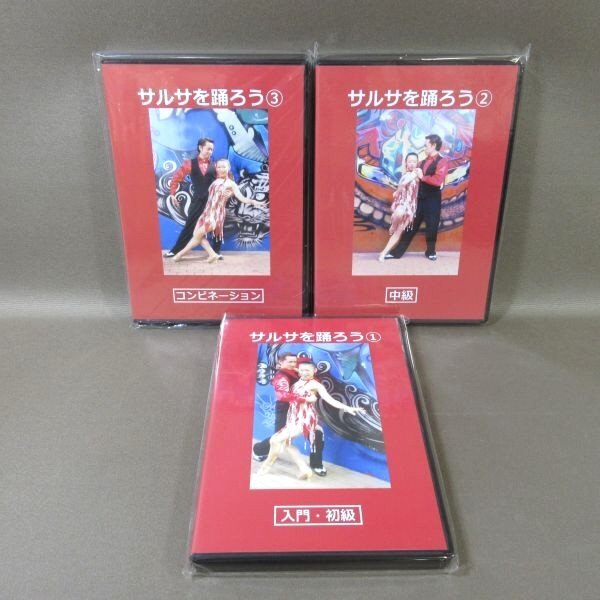 サルサを踊ろう③
コンビネーション
サルサを踊ろう②
中級
サルサを踊ろう①
入門・初級